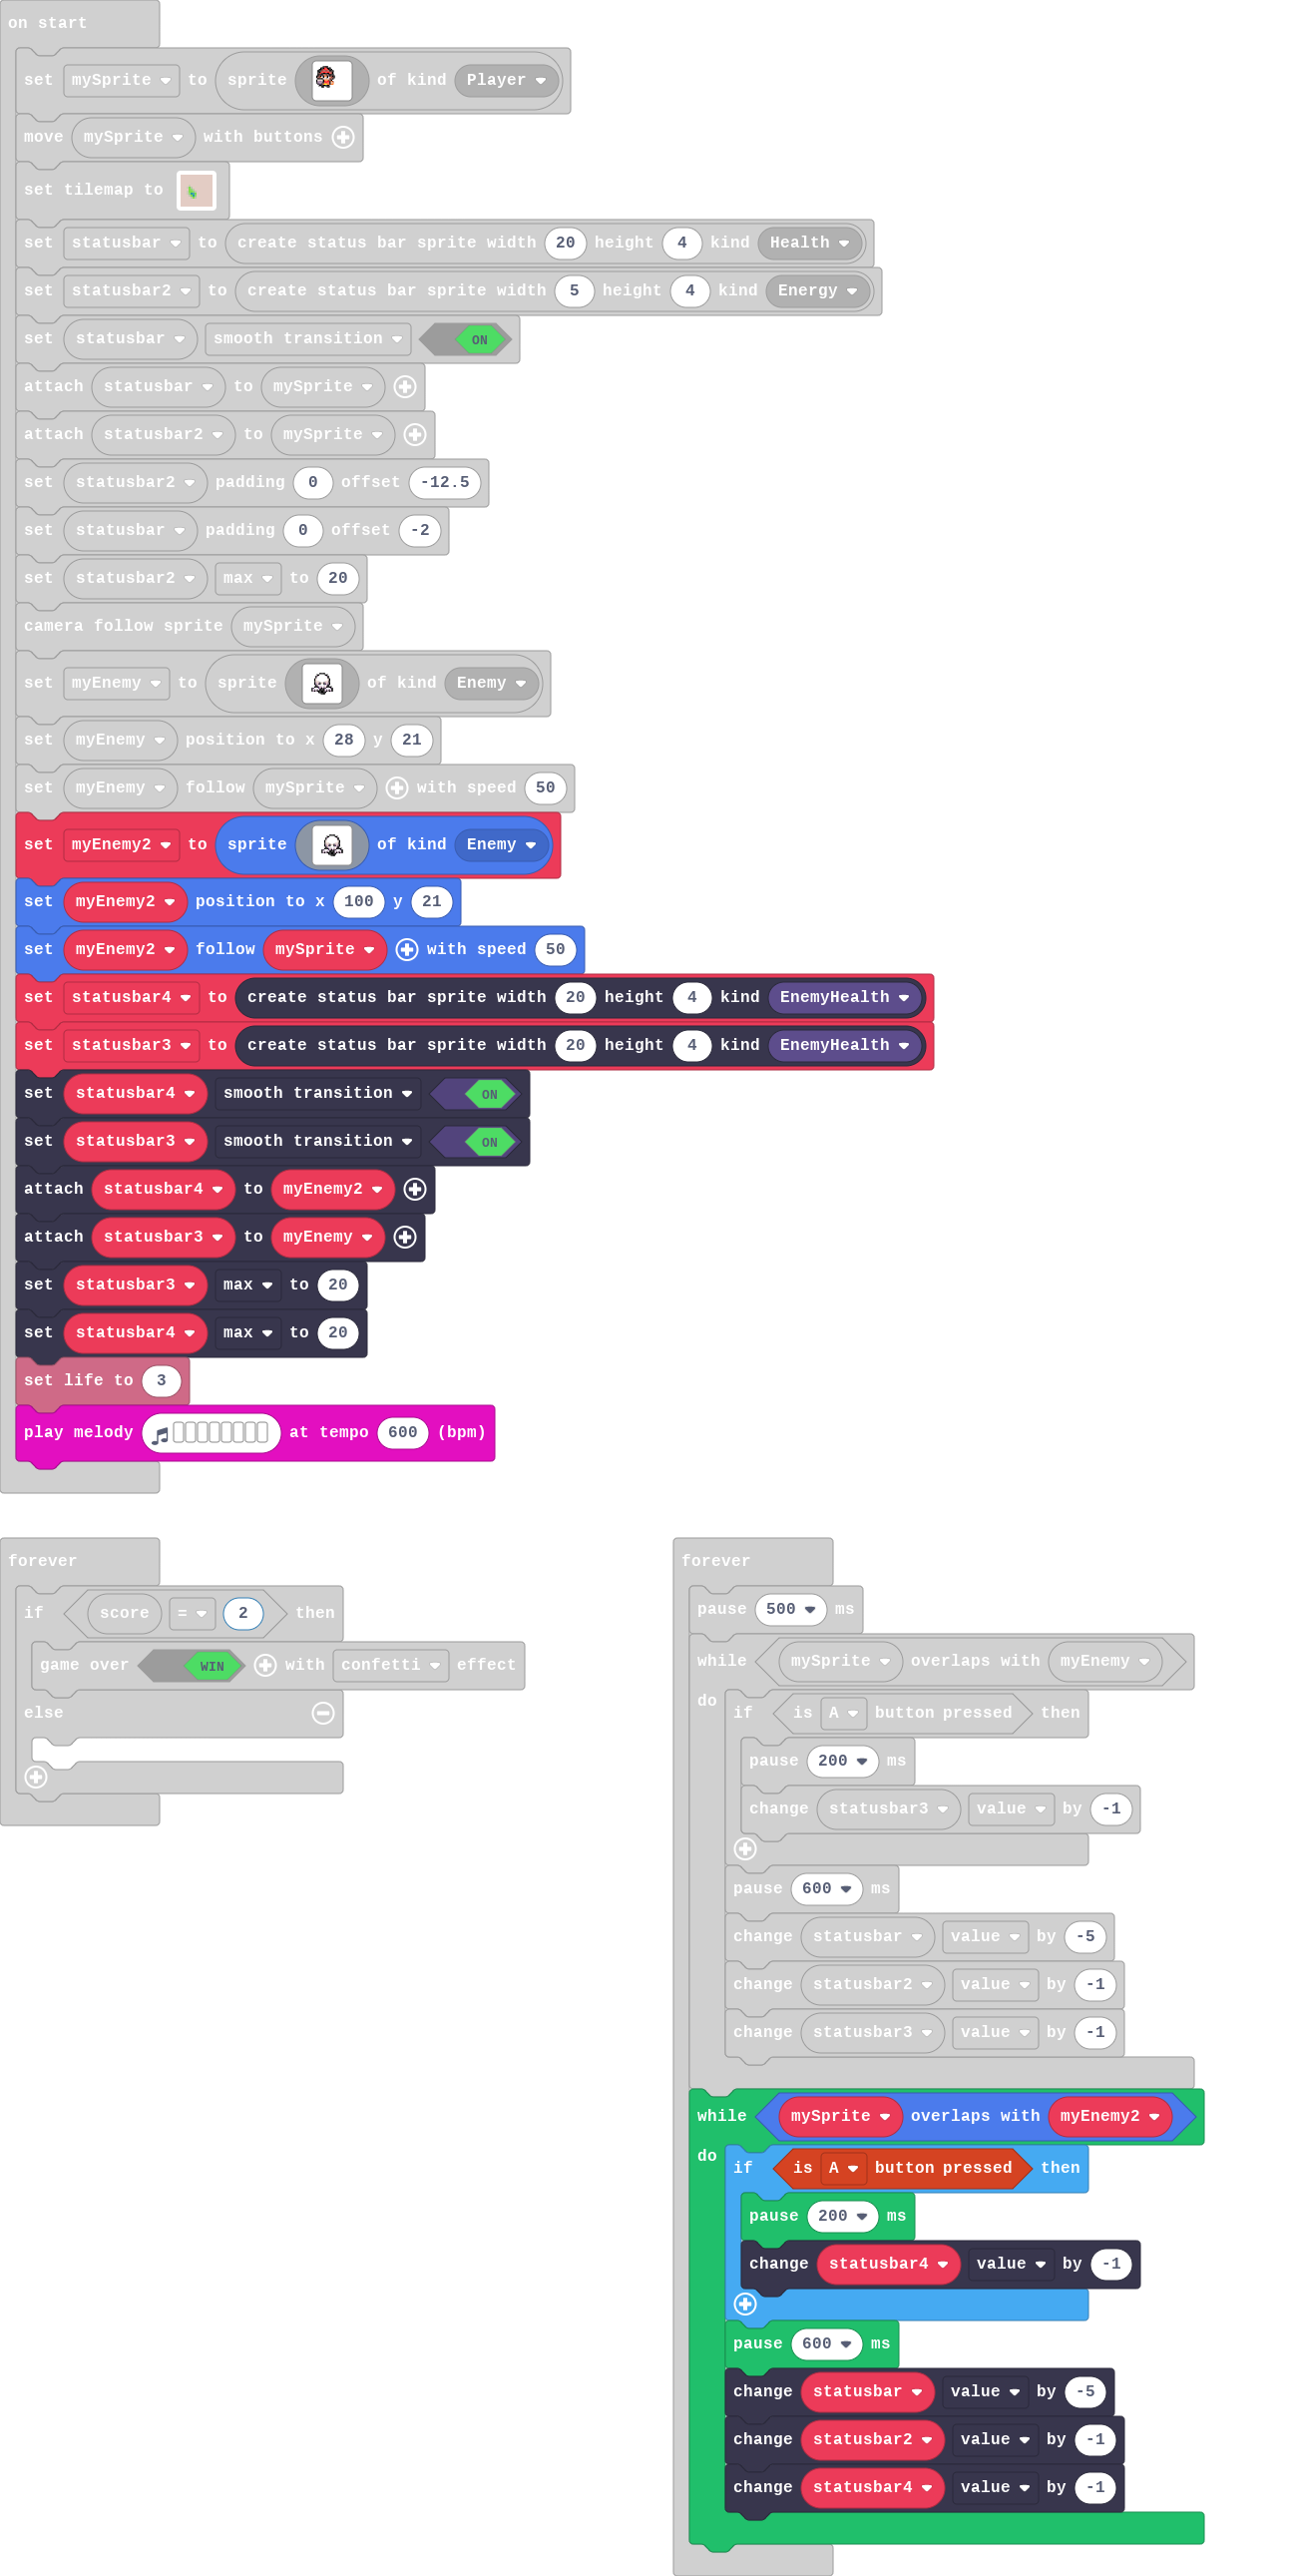 on start
set mySprite to sprite of kind Player
move mySprite with buttons
set tilemap to
set statusbar to create status bar sprite width 20 height 4 kind Health
set statusbar2 to create status bar sprite width 5 height 4 kind Energy
set statusbar smooth transition ON
attach statusbar to mySprite
attach statusbar2 to mySprite
set statusbar2 padding 0 offset -12.5
set statusbar padding 0 offset -2
set statusbar2 max to 20
camera follow sprite mySprite
set myEnemy to sprite of kind Enemy
set myEnemy position to x 28 y 21
set myEnemy follow mySprite with speed 50
set myEnemy2 to sprite of kind Enemy
set myEnemy2 position to x 100 y 21
set myEnemy2 follow mySprite with speed 50
set statusbar4 to create status bar sprite width 20 height 4 kind EnemyHealth
set statusbar3 to create status bar sprite width 20 height 4 kind EnemyHealth
set statusbar4 smooth transition ON
set statusbar3 smooth transition ON
attach statusbar4 to myEnemy2
attach statusbar3 to myEnemy
set statusbar3 max to 20
set statusbar4 max to 20
set life to 3
play melody at tempo 600 (bpm)
forever
if score = 2 then
game over WIN with confetti effect
else
forever
pause 500 ms
while mySprite overlaps with myEnemy
do if is A button pressed then
pause 200 ms
change statusbar3 value by -1
pause 600 ms
change statusbar value by -5
change statusbar2 value by -1
change statusbar3 value by -1
while mySprite overlaps with myEnemy2
do if is A button pressed then
pause 200 ms
change statusbar4 value by -1
pause 600 ms
change statusbar value by -5
change statusbar2 value by -1
change statusbar4 value by -1